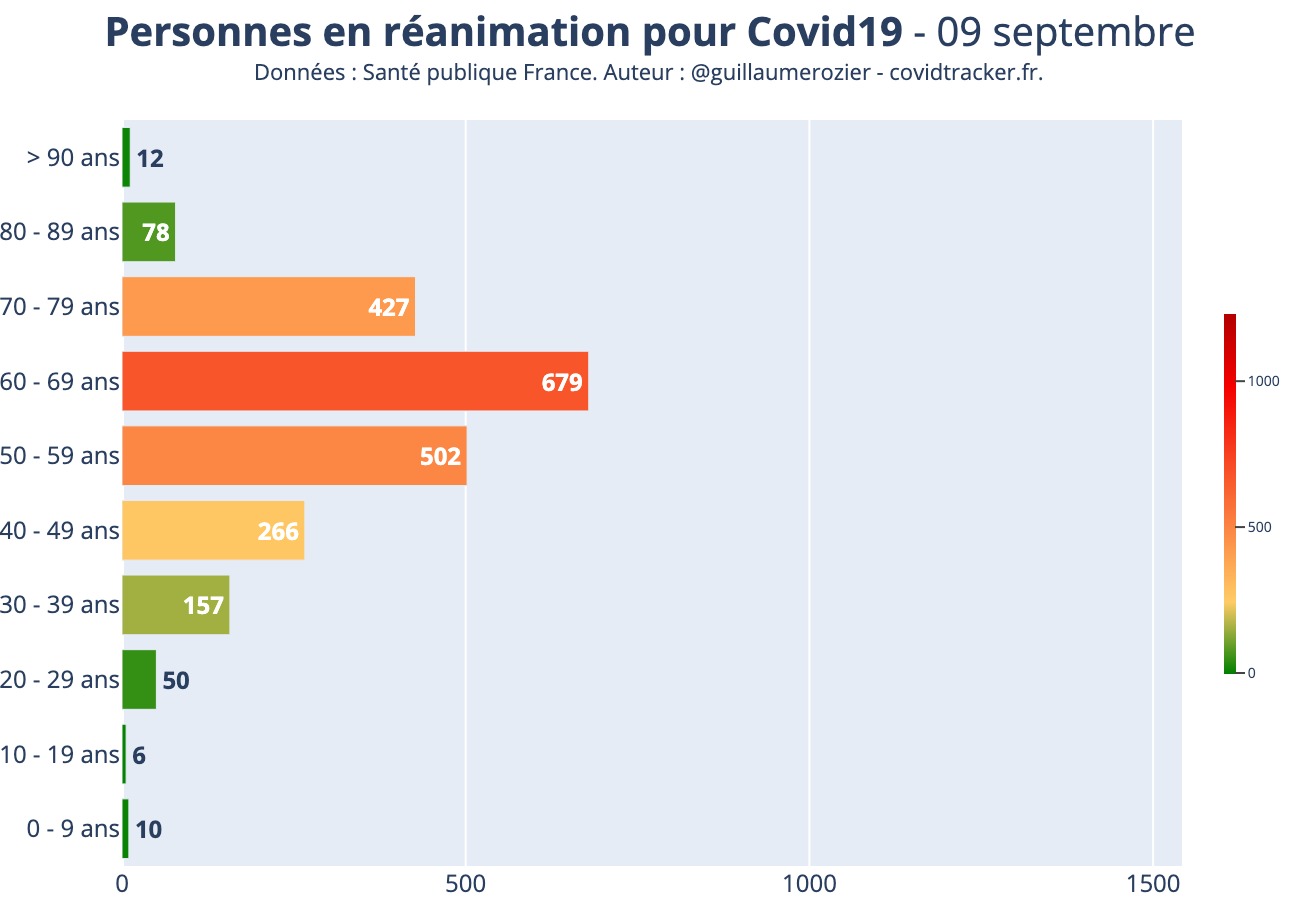 Personnes en réanimation pour Covid19 - 09 septembre
Données : Santé publique France. Auteur : @guillaumerozier - covidtracker.fr.
> 90 ans 12
80 - 89 ans 78
70 - 79 ans 427
60 - 69 ans 679
50 - 59 ans 502
40 - 49 ans 266
30 - 39 ans 157
20 - 29 ans 50
10 - 19 ans 6
0 - 9 ans 10
0 500 1000 1500
1000
500
0